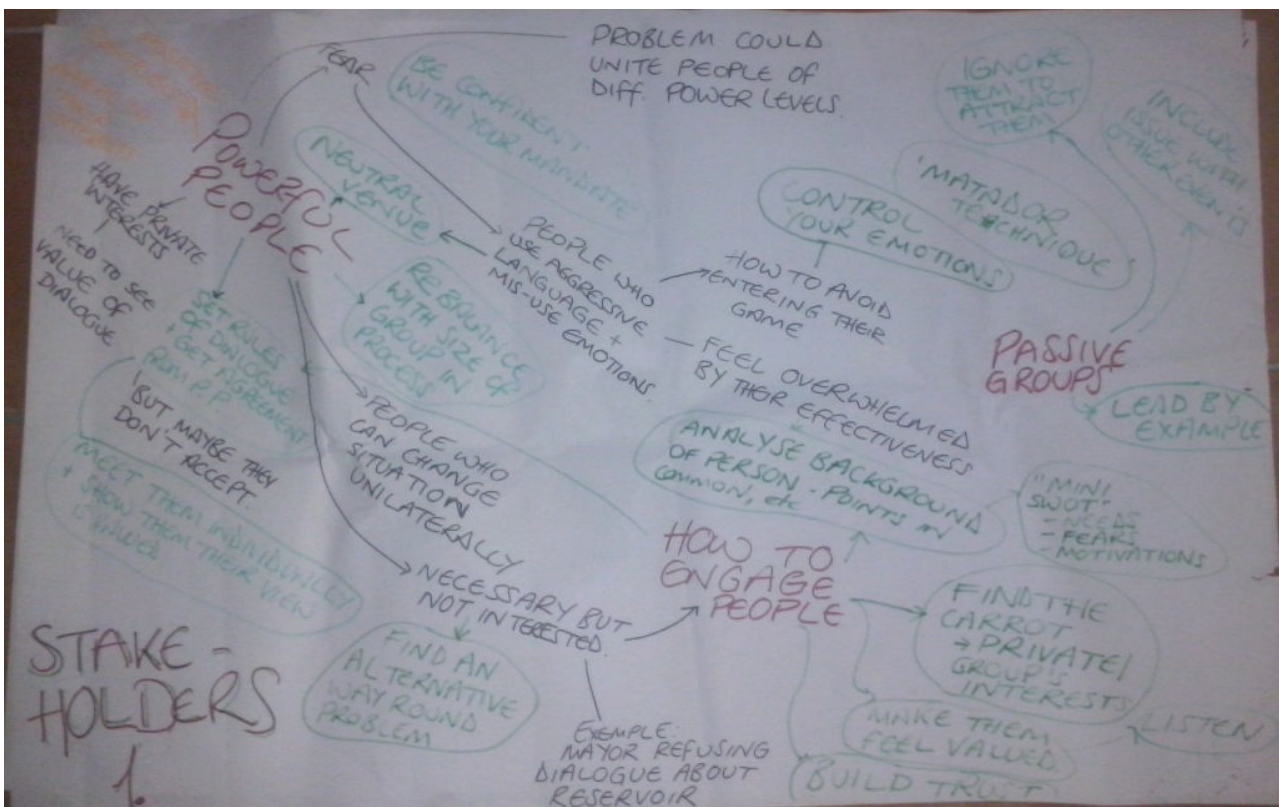 PROBLEM COULD
UNITE PEOPLE OF
DIFF. POWER LEVELS.
FEAR
BE CONFIDENT
WITH YOUR MANDATE
POWERFUL
PEOPLE
NEUTRAL
VENUE
HAVE PRIVATE
INTERESTS
NEED TO SEE
VALUE OF
DIALOGUE
SET RULES
OF DIALOGUE
+ GET AGREEMENT
FROM P.P.
BUT MAYBE THEY
DON'T ACCEPT.
MEET THEM INDIVIDUALLY
+ SHOW THEM THEIR VIEW
IS VALUED
REBALANCE
WITH SIZE OF
GROUP IN
PROCESS
PEOPLE WHO
USE AGGRESSIVE
LANGUAGE +
MIS-USE EMOTIONS.
HOW TO AVOID
ENTERING THEIR
GAME
CONTROL
YOUR EMOTIONS
'MATADOR
TECHNIQUE'
FEEL OVERWHELMED
BY THEIR EFFECTIVENESS
PEOPLE WHO
CAN CHANGE
SITUATION
UNILATERALLY
NECESSARY BUT
NOT INTERESTED.
FIND AN
ALTERNATIVE
WAY ROUND
PROBLEM
EXEMPLE:
MAYOR REFUSING
DIALOGUE ABOUT
RESERVOIR
IGNORE
THEM TO
ATTRACT
THEM
INCLUDE
ISSUE WITH
OTHER
PASSIVE
GROUPS
LEAD BY
EXAMPLE
ANALYSE BACKGROUND
OF PERSON - POINTS IN
COMMON, etc
"MINI
SWOT"
- NEEDS
- FEARS
- MOTIVATIONS
HOW TO
ENGAGE
PEOPLE
FIND THE
CARROT
→ PRIVATE/
GROUP'S
INTERESTS
MAKE THEM
FEEL VALUED.
LISTEN
BUILD TRUST
STAKE-
HOLDERS
1.